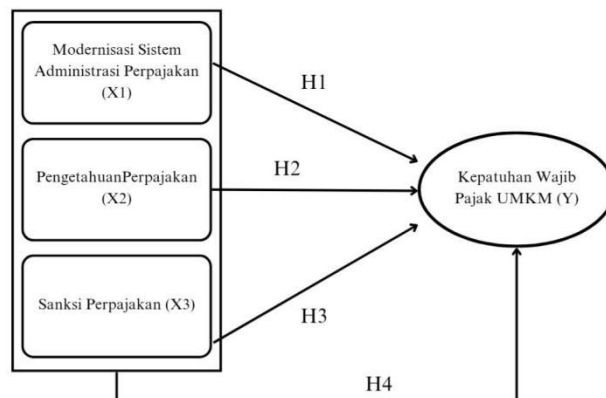 Modernisasi Sistem
Administrasi Perpajakan
(X1)
H1
PengetahuanPerpajakan
(X2)
H2
Kepatuhan Wajib
Pajak UMKM (Y)
Sanksi Perpajakan (X3)
H3
H4